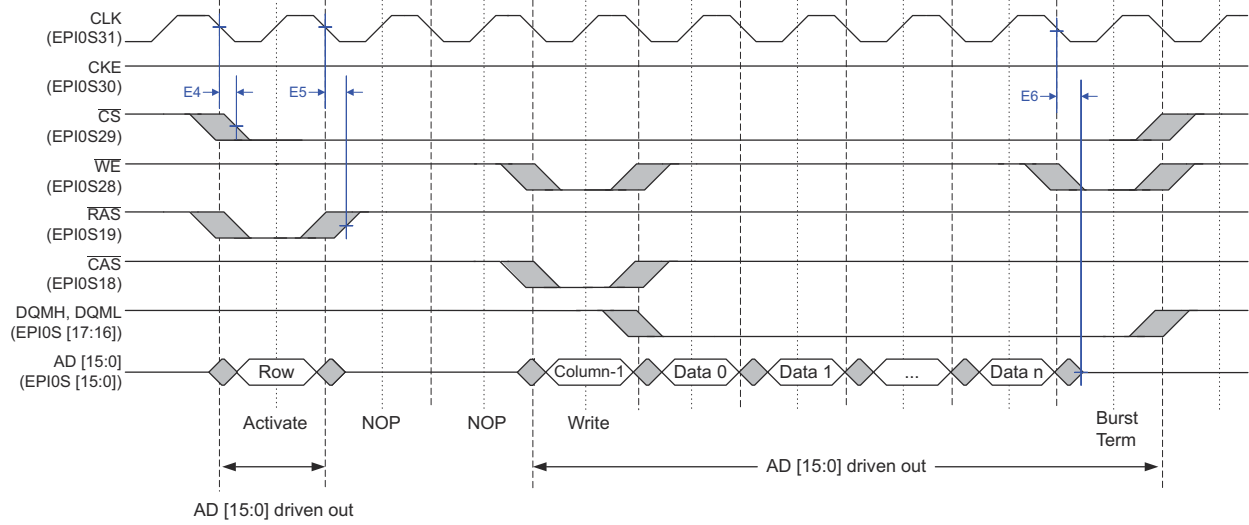 CLK
(EPI0S31)
CKE
(EPI0S30)
E4
E5
E6
CS
(EPI0S29)
WE
(EPI0S28)
RAS
(EPI0S19)
CAS
(EPI0S18)
DQMH, DQML
(EPI0S [17:16])
AD [15:0]
(EPI0S [15:0])
Row
Column-1
Data 0
Data 1
...
Data n
Activate
NOP
NOP
Write
Burst
Term
AD [15:0] driven out
AD [15:0] driven out